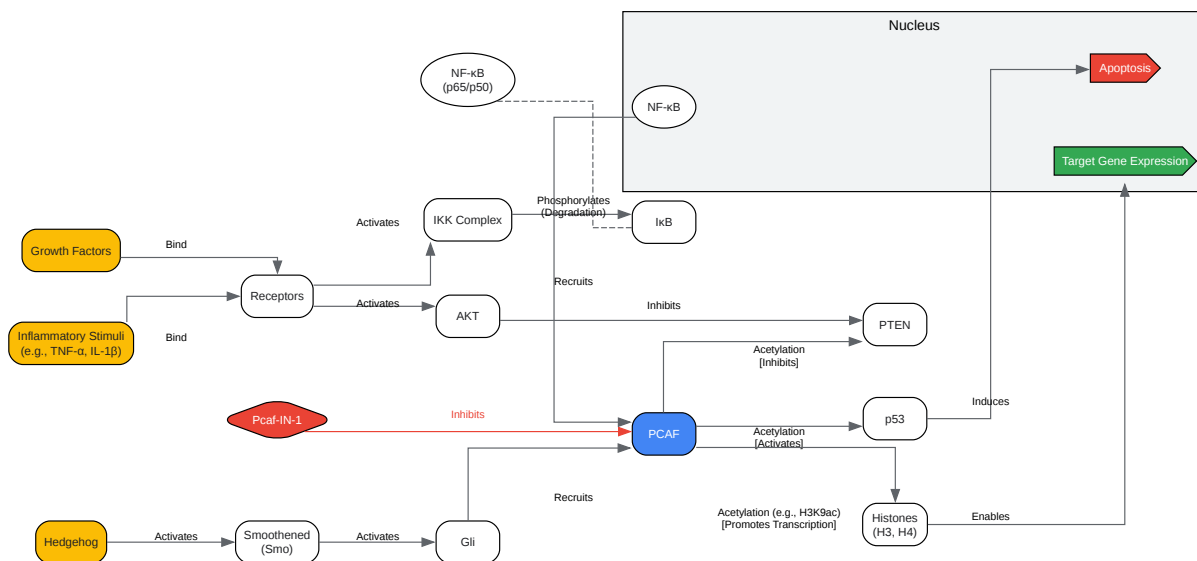 Nucleus
NF-κB
(p65/p50)
Apoptosis
NF-κB
Target Gene Expression
Phosphorylates
(Degradation)
Activates
IKK Complex
IκB
Growth Factors
Bind
Receptors
Recruits
Activates
AKT
Inhibits
PTEN
Inflammatory Stimuli
(e.g., TNF-α, IL-1β)
Bind
Acetylation
[Inhibits]
Pcaf-IN-1
Inhibits
PCAF
Acetylation
[Activates]
p53
Induces
Recruits
Acetylation (e.g., H3K9ac)
[Promotes Transcription]
Histones
(H3, H4)
Enables
Hedgehog
Activates
Smoothened
(Smo)
Activates
Gli